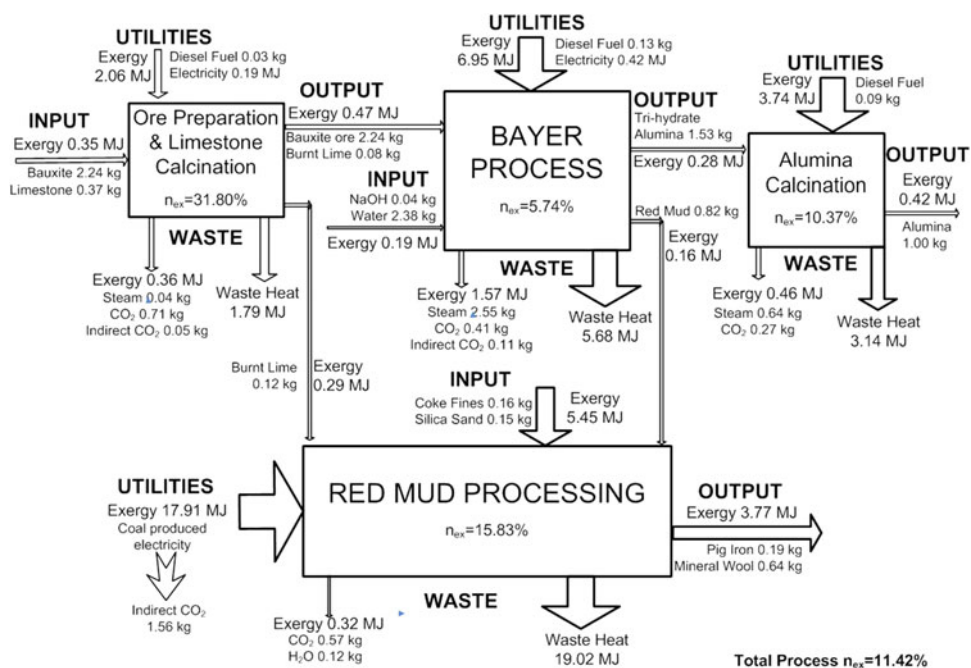 UTILITIES
Exergy
2.06 MJ
Diesel Fuel 0.03 kg
Electricity 0.19 MJ
INPUT
Exergy 0.35 MJ
Bauxite 2.24 kg
Limestone 0.37 kg
Ore Preparation
& Limestone
Calcination
nex=31.80%
OUTPUT
Exergy 0.47 MJ
Bauxite ore 2.24 kg
Burnt Lime 0.08 kg
WASTE
Exergy 0.36 MJ
Steam 0.04 kg
CO2 0.71 kg
Indirect CO2 0.05 kg
Waste Heat
1.79 MJ
Burnt Lime
0.12 kg
Exergy
0.29 MJ
UTILITIES
Exergy
6.95 MJ
Diesel Fuel 0.13 kg
Electricity 0.42 MJ
INPUT
NaOH 0.04 kg
Water 2.38 kg
Exergy 0.19 MJ
BAYER
PROCESS
nex=5.74%
OUTPUT
Tri-hydrate
Alumina 1.53 kg
Exergy 0.28 MJ
Red Mud 0.82 kg
Exergy
0.16 MJ
WASTE
Exergy 1.57 MJ
Steam 2.55 kg
CO2 0.41 kg
Indirect CO2 0.11 kg
Waste Heat
5.68 MJ
UTILITIES
Exergy
3.74 MJ
Diesel Fuel
0.09 kg
Alumina
Calcination
nex=10.37%
OUTPUT
Exergy
0.42 MJ
Alumina
1.00 kg
WASTE
Exergy 0.46 MJ
Steam 0.64 kg
CO2 0.27 kg
Waste Heat
3.14 MJ
INPUT
Coke Fines 0.16 kg
Silica Sand 0.15 kg
Exergy
5.45 MJ
UTILITIES
Exergy 17.91 MJ
Coal produced
electricity
Indirect CO2
1.56 kg
RED MUD PROCESSING
nex=15.83%
OUTPUT
Exergy 3.77 MJ
Pig Iron 0.19 kg
Mineral Wool 0.64 kg
WASTE
Exergy 0.32 MJ
CO2 0.57 kg
H2O 0.12 kg
Waste Heat
19.02 MJ
Total Process nex=11.42%